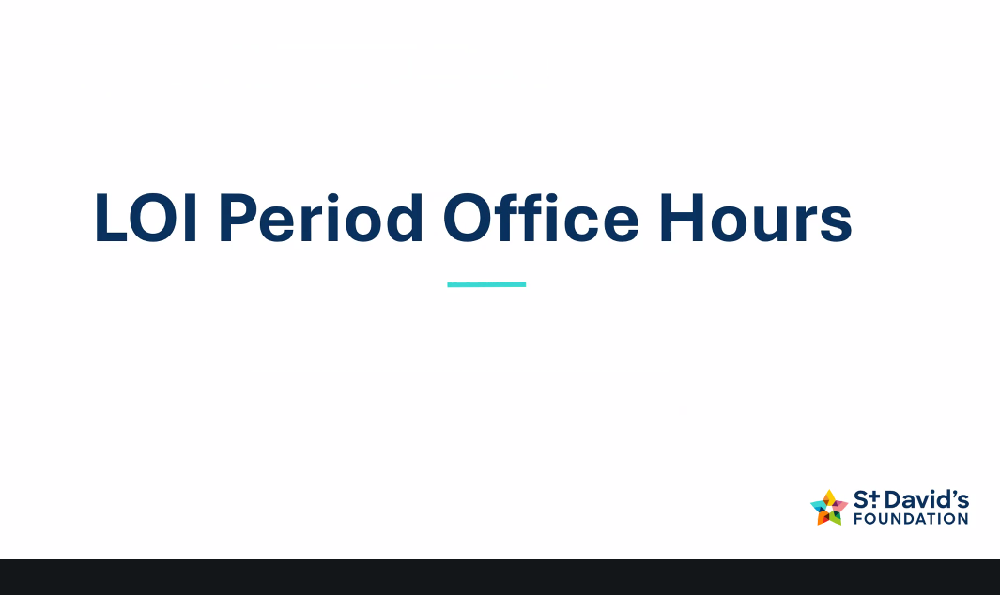 LOI Period Office Hours
St David's
FOUNDATION